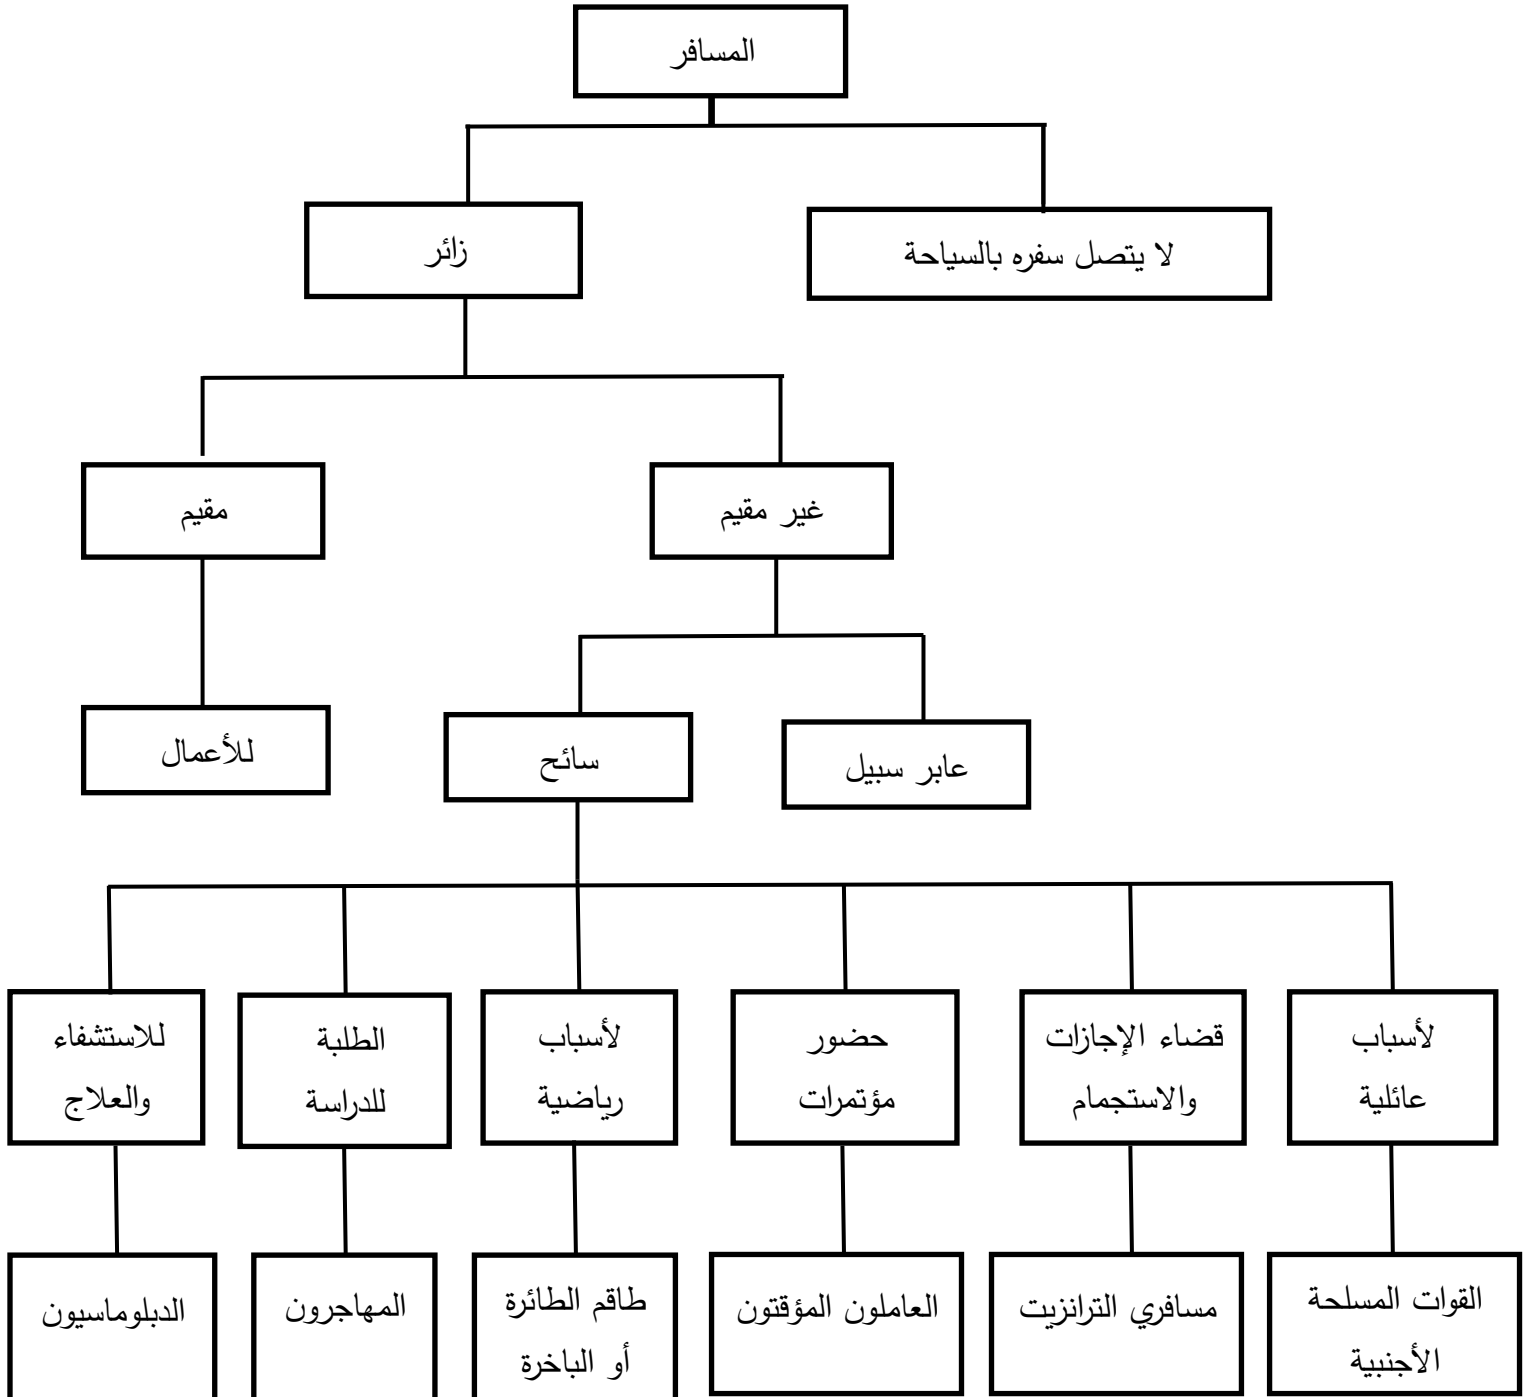 المسافر
لا يتصل سفره بالسياحة
زائر
غير مقيم
مقيم
عابر سبيل
سائح
للأعمال
لأسباب
عائلية
قضاء الإجازات
والاستجمام
حضور
مؤتمرات
لأسباب
رياضية
الطلبة
للدراسة
للاستشفاء
والعلاج
القوات المسلحة
الأجنبية
مسافري الترانزيت
العاملون المؤقتون
طاقم الطائرة
أو الباخرة
المهاجرون
الدبلوماسيون